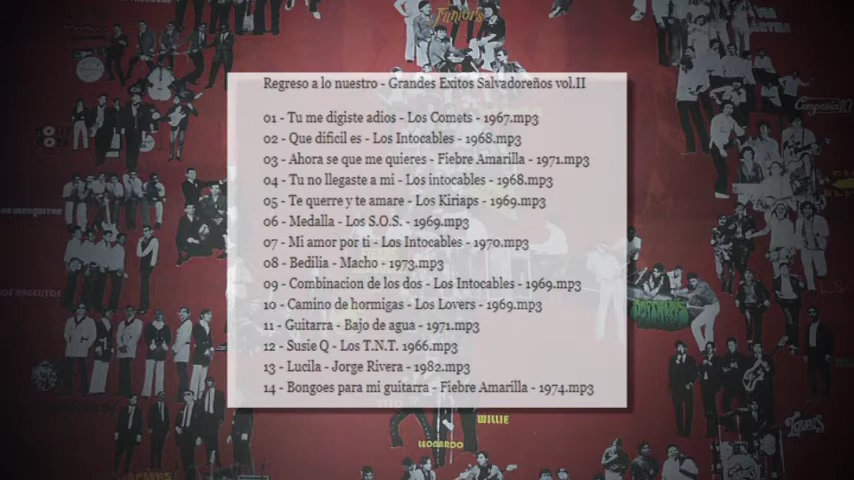 Junior's
Regreso a lo nuestro - Grandes Exitos Salvadoreños vol.II
01 - Tu me digiste adios - Los Comets - 1967.mp3
02 - Que dificil es - Los Intocables - 1968.mp3
03 - Ahora se que me quieres - Fiebre Amarilla - 1971.mp3
04 - Tu no llegaste a mi - Los intocables - 1968.mp3
05 - Te querre y te amare - Los Kiriaps - 1969.mp3
06 - Medalla - Los S.O.S. - 1969.mp3
07 - Mi amor por ti - Los Intocables - 1970.mp3
08 - Bedilia - Macho - 1973.mp3
09 - Combinacion de los dos - Los Intocables - 1969.mp3
10 - Camino de hormigas - Los Lovers - 1969.mp3
11 - Guitarra - Bajo de agua - 1971.mp3
12 - Susie Q - Los T.N.T. 1966.mp3
13 - Lucila - Jorge Rivera - 1982.mp3
14 - Bongoes para mi guitarra - Fiebre Amarilla - 1974.mp3
WILLIE
LEONARDO